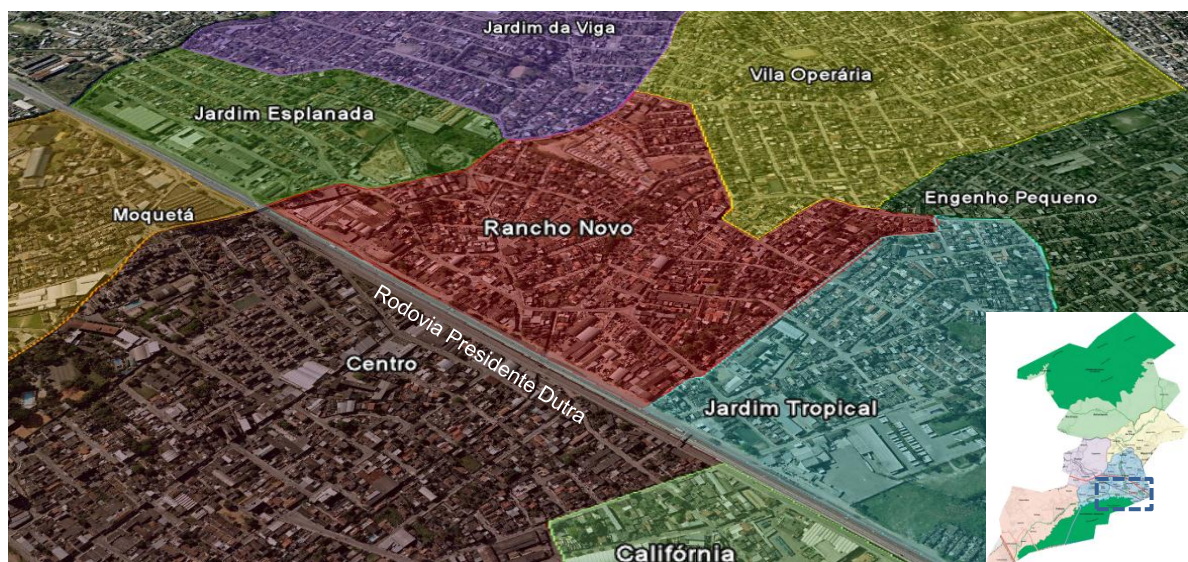 Jardim da Viga
Vila Operária
Jardim Esplanada
Engenho Pequeno
Moquetá
Rancho Novo
Rodovia Presidente Dutra
Centro
Jardim Tropical
Califórnia